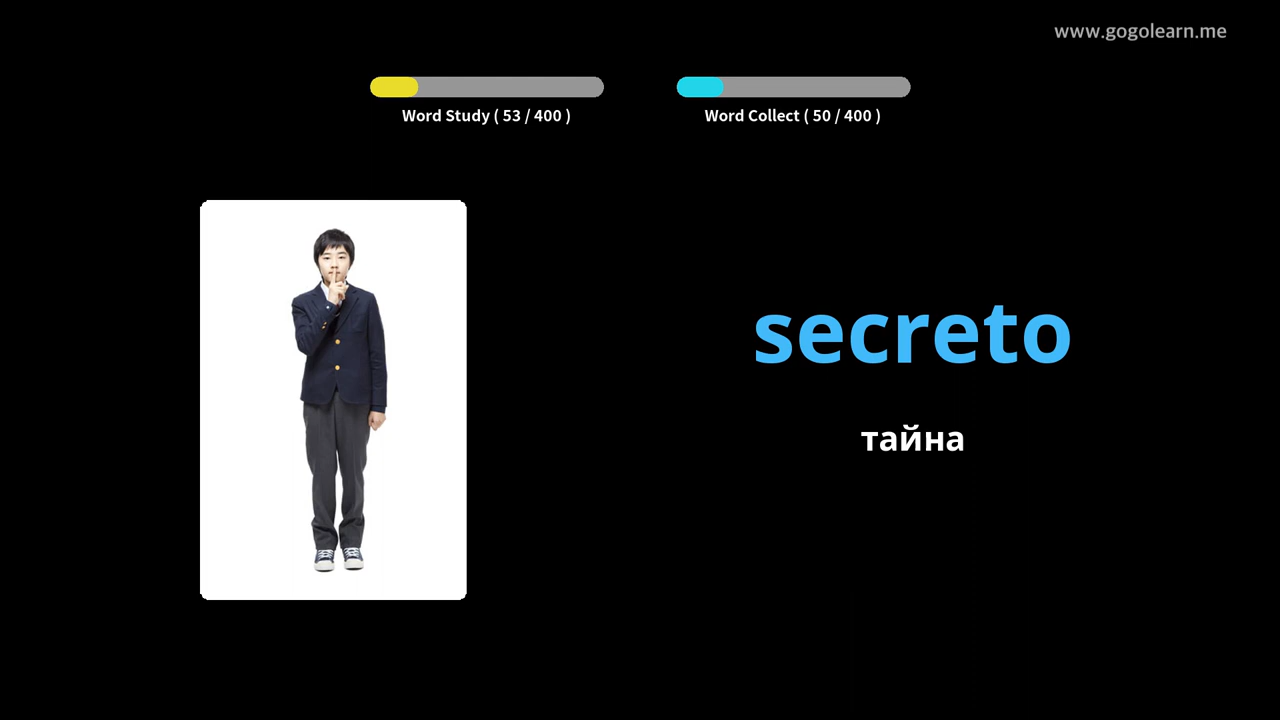 www.gogolearn.me
Word Study ( 53 / 400 )
Word Collect ( 50 / 400 )
secreto
тайна